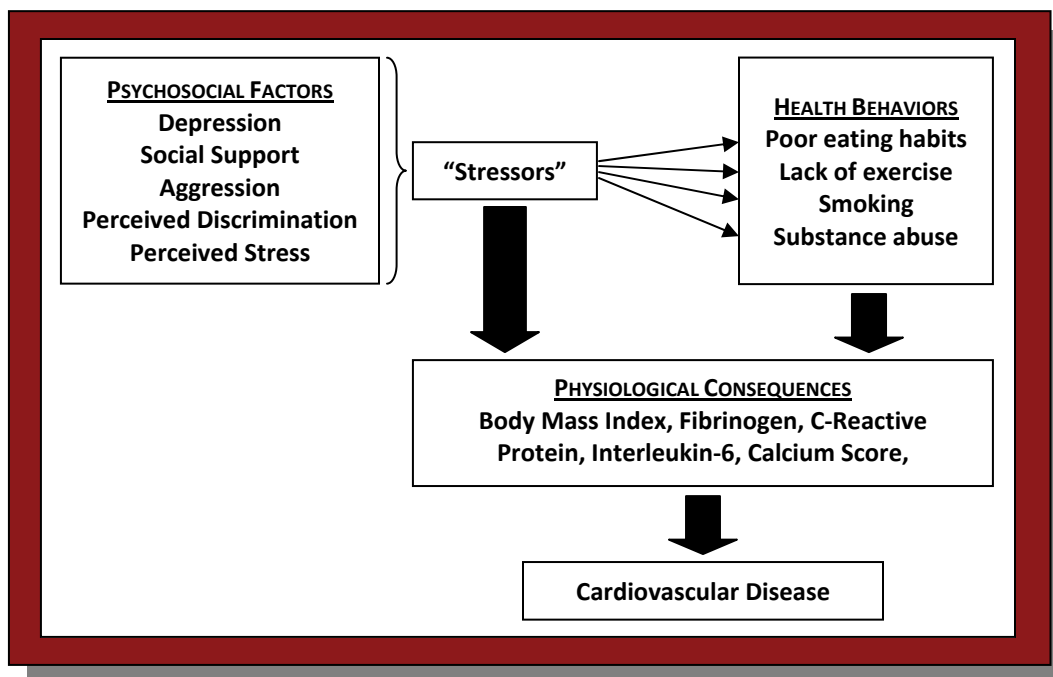 PSYCHOSOCIAL FACTORS
Depression
Social Support
Aggression
Perceived Discrimination
Perceived Stress
“Stressors”
HEALTH BEHAVIORS
Poor eating habits
Lack of exercise
Smoking
Substance abuse
PHYSIOLOGICAL CONSEQUENCES
Body Mass Index, Fibrinogen, C-Reactive
Protein, Interleukin-6, Calcium Score,
Cardiovascular Disease